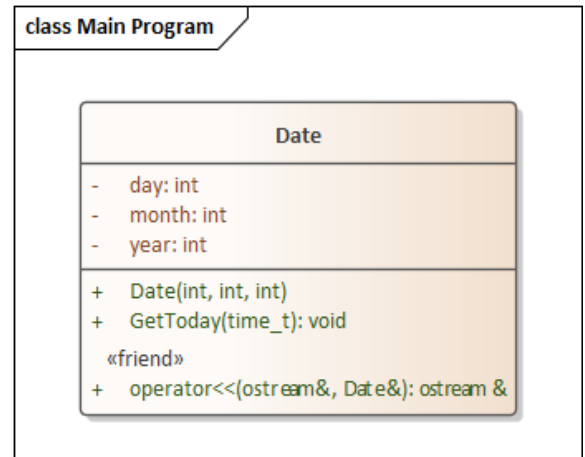 class Main Program
Date
- day: int
- month: int
- year: int
+ Date(int, int, int)
+ GetToday(time_t): void
«friend»
+ operator<<(ostream&, Date&): ostream &